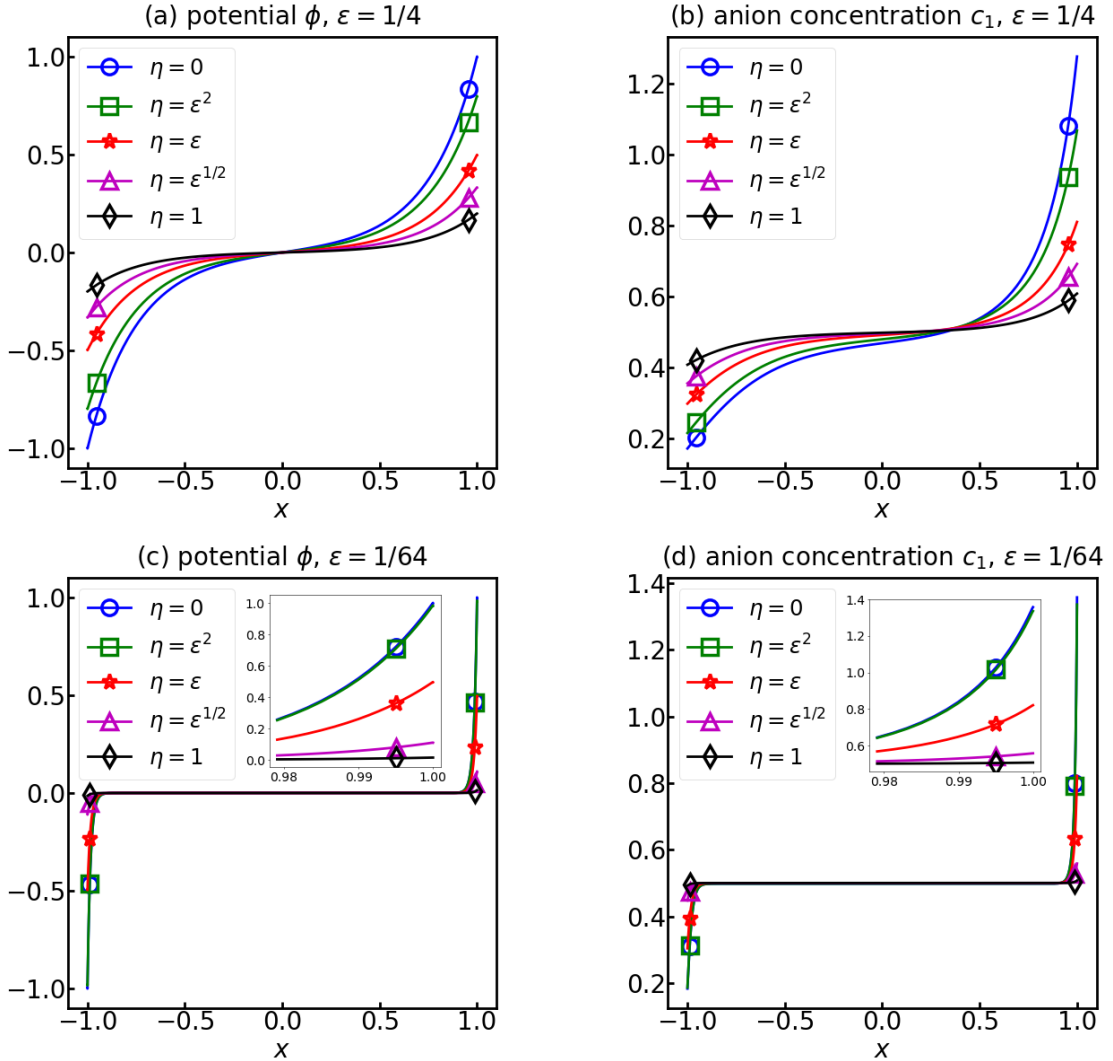 (a) potential ϕ, ε = 1/4
1.0
0.5
0.0
−0.5
−1.0
η = 0
η = ε²
η = ε
η = ε^{1/2}
η = 1
−1.0 −0.5 0.0 0.5 1.0
x
(b) anion concentration c₁, ε = 1/4
1.2
1.0
0.8
0.6
0.4
0.2
η = 0
η = ε²
η = ε
η = ε^{1/2}
η = 1
−1.0 −0.5 0.0 0.5 1.0
x
(c) potential ϕ, ε = 1/64
1.0
0.5
0.0
−0.5
−1.0
η = 0
η = ε²
η = ε
η = ε^{1/2}
η = 1
1.0
0.8
0.6
0.4
0.2
0.0
0.98 0.99 1.00
−1.0 −0.5 0.0 0.5 1.0
x
(d) anion concentration c₁, ε = 1/64
1.4
1.2
1.0
0.8
0.6
0.4
0.2
η = 0
η = ε²
η = ε
η = ε^{1/2}
η = 1
1.4
1.2
1.0
0.8
0.6
0.98 0.99 1.00
−1.0 −0.5 0.0 0.5 1.0
x